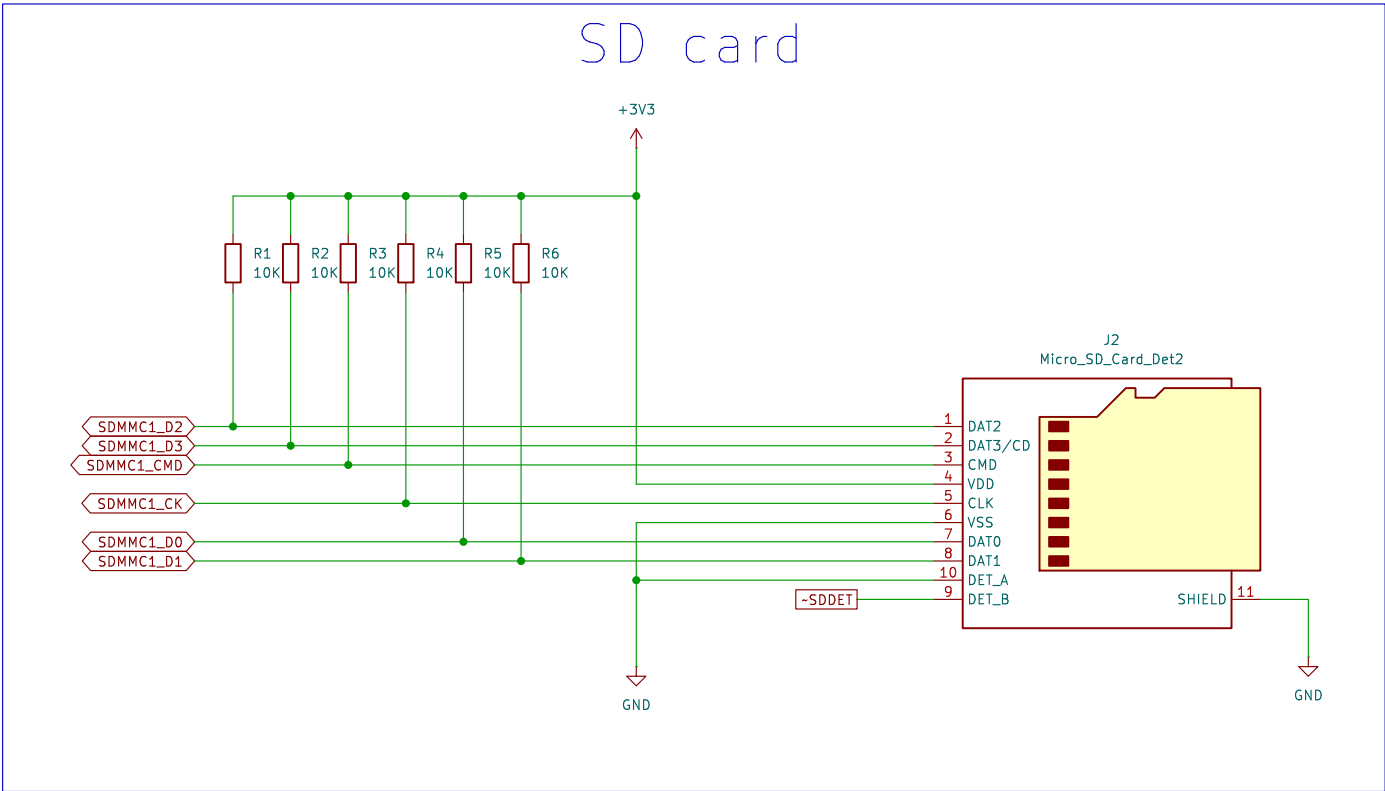 SD card
+3V3
R1
10K
R2
10K
R3
10K
R4
10K
R5
10K
R6
10K
J2
Micro_SD_Card_Det2
SDMMC1_D2
SDMMC1_D3
SDMMC1_CMD
SDMMC1_CK
SDMMC1_D0
SDMMC1_D1
1 DAT2
2 DAT3/CD
3 CMD
4 VDD
5 CLK
6 VSS
7 DAT0
8 DAT1
10 DET_A
9 DET_B
~SDDET
SHIELD 11
GND
GND